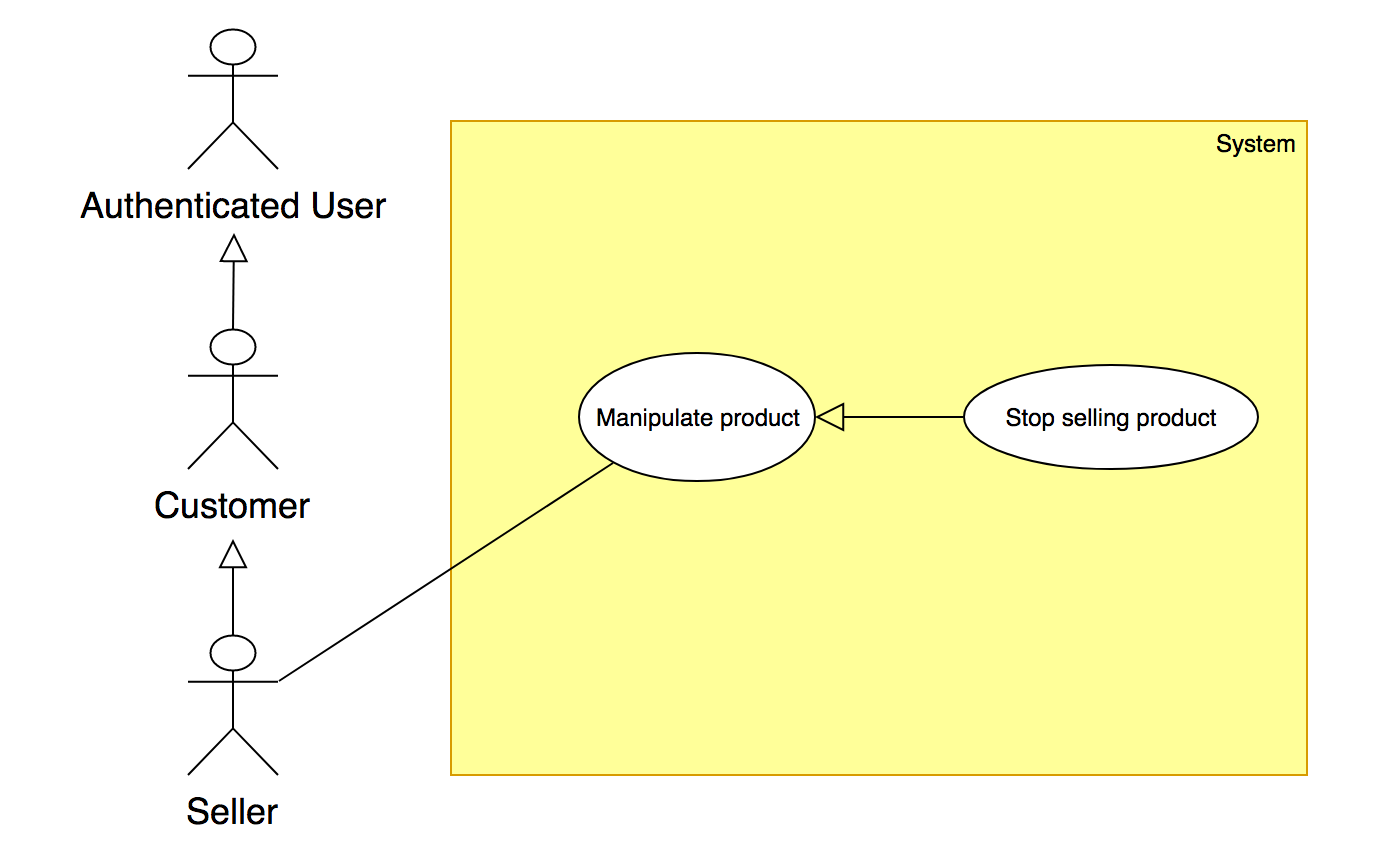 Authenticated User
System
Manipulate product
Stop selling product
Customer
Seller